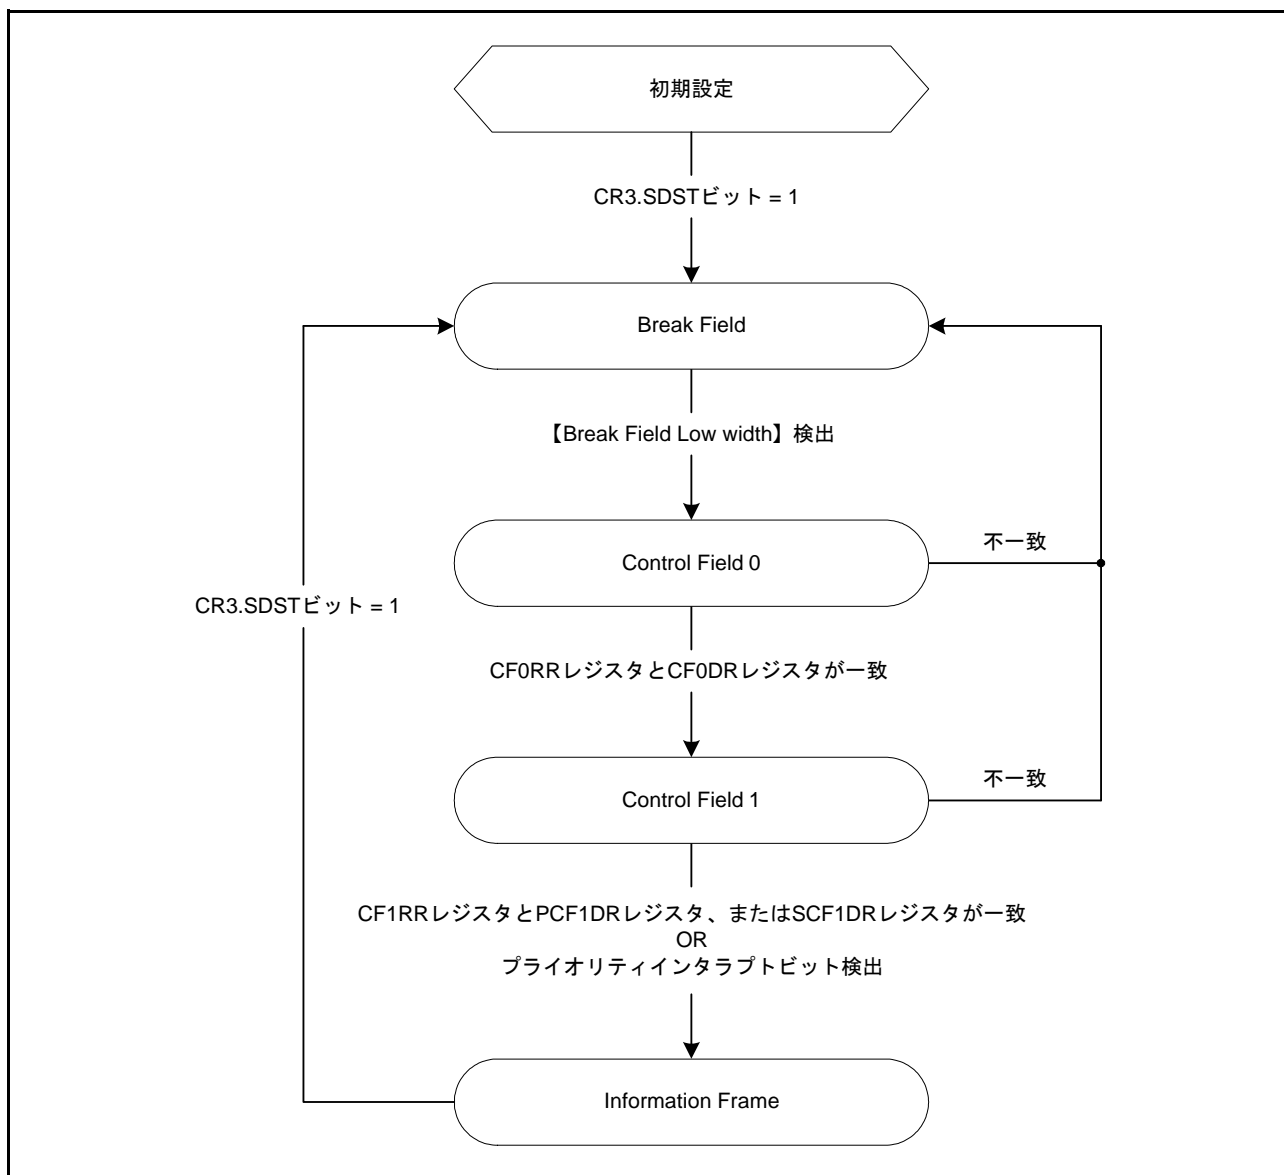 初期設定
CR3.SDSTビット = 1
Break Field
【Break Field Low width】検出
Control Field 0
不一致
CR3.SDSTビット = 1
CF0RRレジスタとCF0DRレジスタが一致
Control Field 1
不一致
CF1RRレジスタとPCF1DRレジスタ、またはSCF1DRレジスタが一致
OR
プライオリティインタラプトビット検出
Information Frame